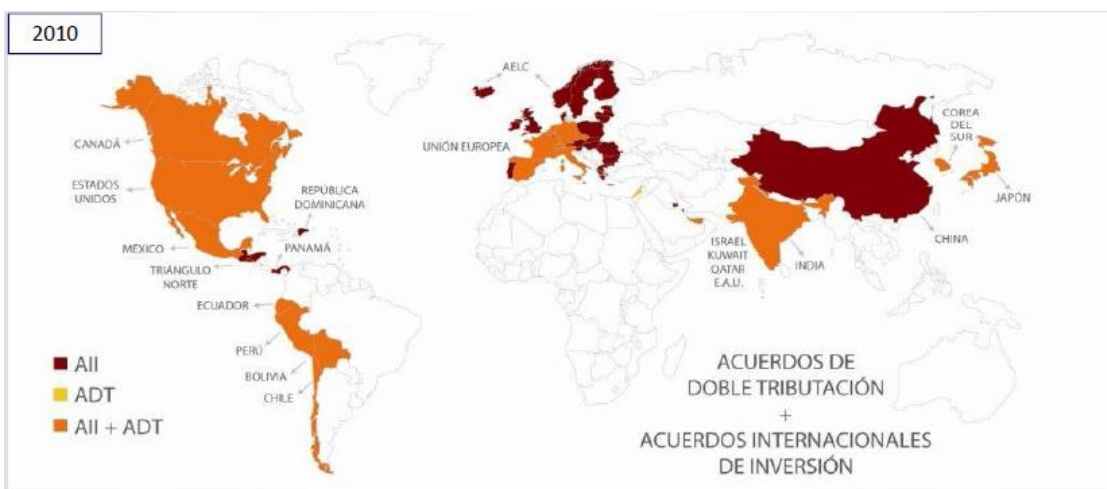 2010
AELC
CANADÁ
UNIÓN EUROPEA
COREA
DEL
SUR
ESTADOS
UNIDOS
REPÚBLICA
DOMINICANA
JAPÓN
MÉXICO
PANAMÁ
TRIÁNGULO
NORTE
ISRAEL
KUWAIT
QATAR
E.A.U.
INDIA
CHINA
ECUADOR
PERÚ
BOLIVIA
CHILE
AII
ADT
AII + ADT
ACUERDOS DE
DOBLE TRIBUTACIÓN
+
ACUERDOS INTERNACIONALES
DE INVERSIÓN